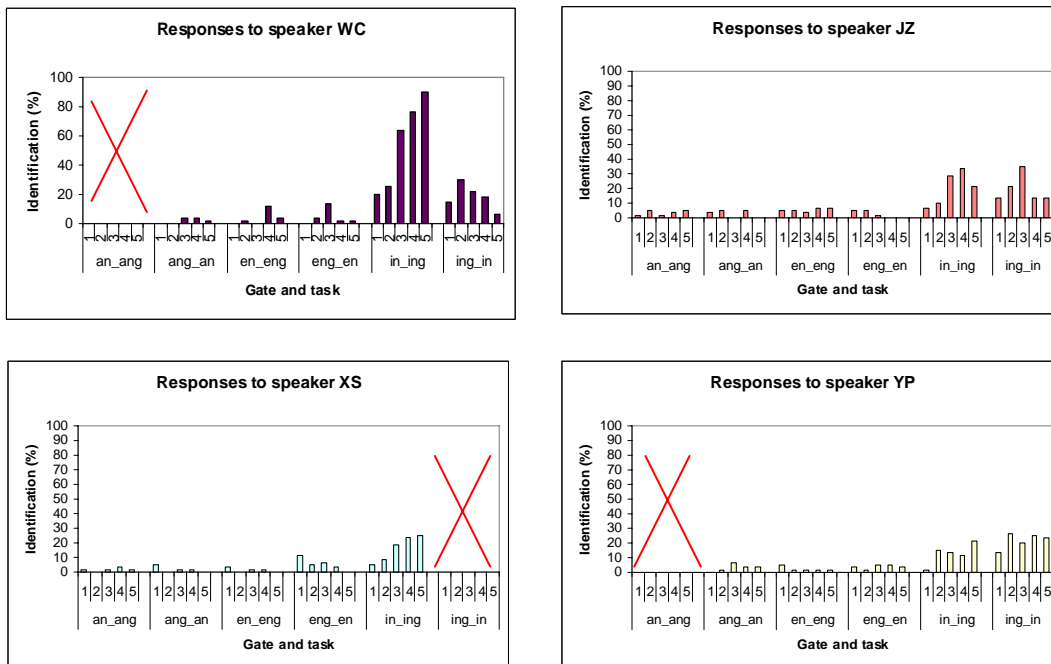 Responses to speaker WC
Identification (%)
100
80
60
40
20
0
1 2 3 4 5 1 2 3 4 5 1 2 3 4 5 1 2 3 4 5 1 2 3 4 5 1 2 3 4 5
an_ang ang_an en_eng eng_en in_ing ing_in
Gate and task
Responses to speaker JZ
Identification (%)
100
90
80
70
60
50
40
30
20
10
0
1 2 3 4 5 1 2 3 4 5 1 2 3 4 5 1 2 3 4 5 1 2 3 4 5 1 2 3 4 5
an_ang ang_an en_eng eng_en in_ing ing_in
Gate and task
Responses to speaker XS
Identification (%)
100
90
80
70
60
50
40
30
20
10
0
1 2 3 4 5 1 2 3 4 5 1 2 3 4 5 1 2 3 4 5 1 2 3 4 5 1 2 3 4 5
an_ang ang_an en_eng eng_en in_ing ing_in
Gate and task
Responses to speaker YP
Identification (%)
100
90
80
70
60
50
40
30
20
10
0
1 2 3 4 5 1 2 3 4 5 1 2 3 4 5 1 2 3 4 5 1 2 3 4 5 1 2 3 4 5
an_ang ang_an en_eng eng_en in_ing ing_in
Gate and task